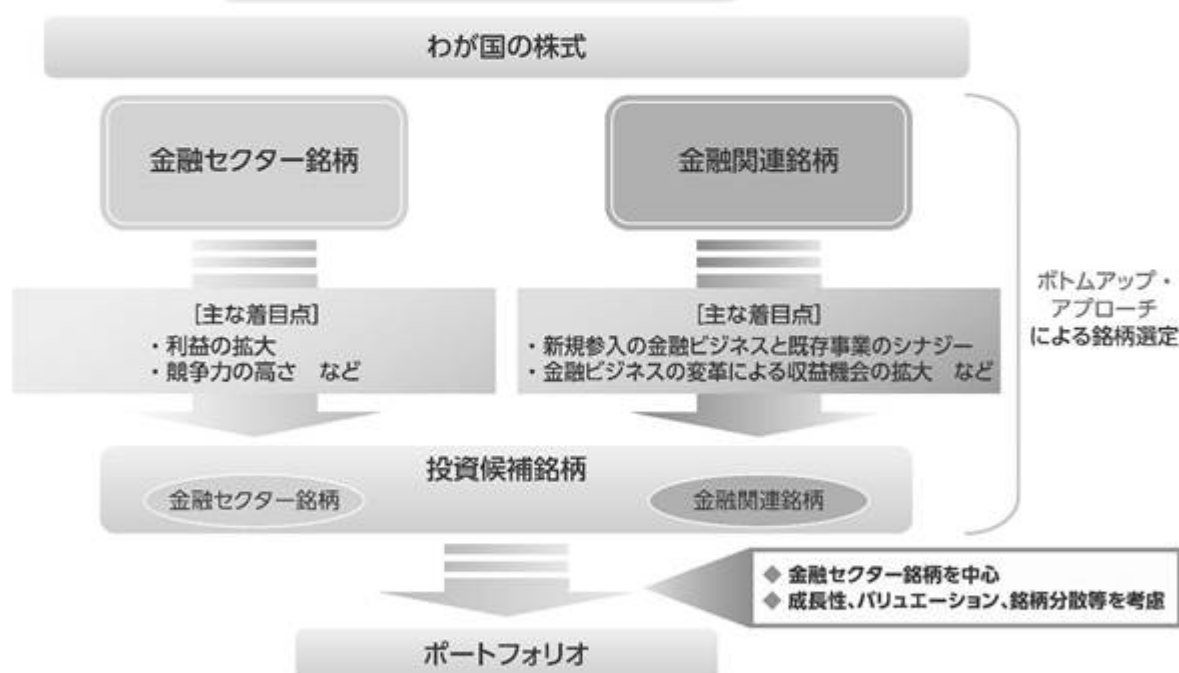 わが国の株式
金融セクター銘柄
金融関連銘柄
[主な着目点]
・利益の拡大
・競争力の高さ　など
[主な着目点]
・新規参入の金融ビジネスと既存事業のシナジー
・金融ビジネスの変革による収益機会の拡大　など
ボトムアップ・
アプローチ
による銘柄選定
投資候補銘柄
金融セクター銘柄
金融関連銘柄
◆ 金融セクター銘柄を中心
◆ 成長性、バリュエーション、銘柄分散等を考慮
ポートフォリオ